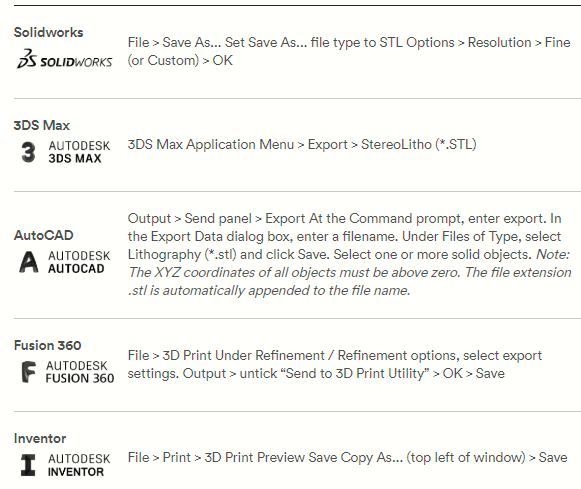 Solidworks
SOLIDWORKS
File > Save As... Set Save As... file type to STL Options > Resolution > Fine
(or Custom) > OK
3DS Max
3 AUTODESK
3DS MAX
3DS Max Application Menu > Export > StereoLitho (*.STL)
AutoCAD
A AUTODESK
AUTOCAD
Output > Send panel > Export At the Command prompt, enter export. In
the Export Data dialog box, enter a filename. Under Files of Type, select
Lithography (*.stl) and click Save. Select one or more solid objects. Note:
The XYZ coordinates of all objects must be above zero. The file extension
.stl is automatically appended to the file name.
Fusion 360
F AUTODESK
FUSION 360
File > 3D Print Under Refinement / Refinement options, select export
settings. Output > untick “Send to 3D Print Utility” > OK > Save
Inventor
I AUTODESK
INVENTOR
File > Print > 3D Print Preview Save Copy As... (top left of window) > Save